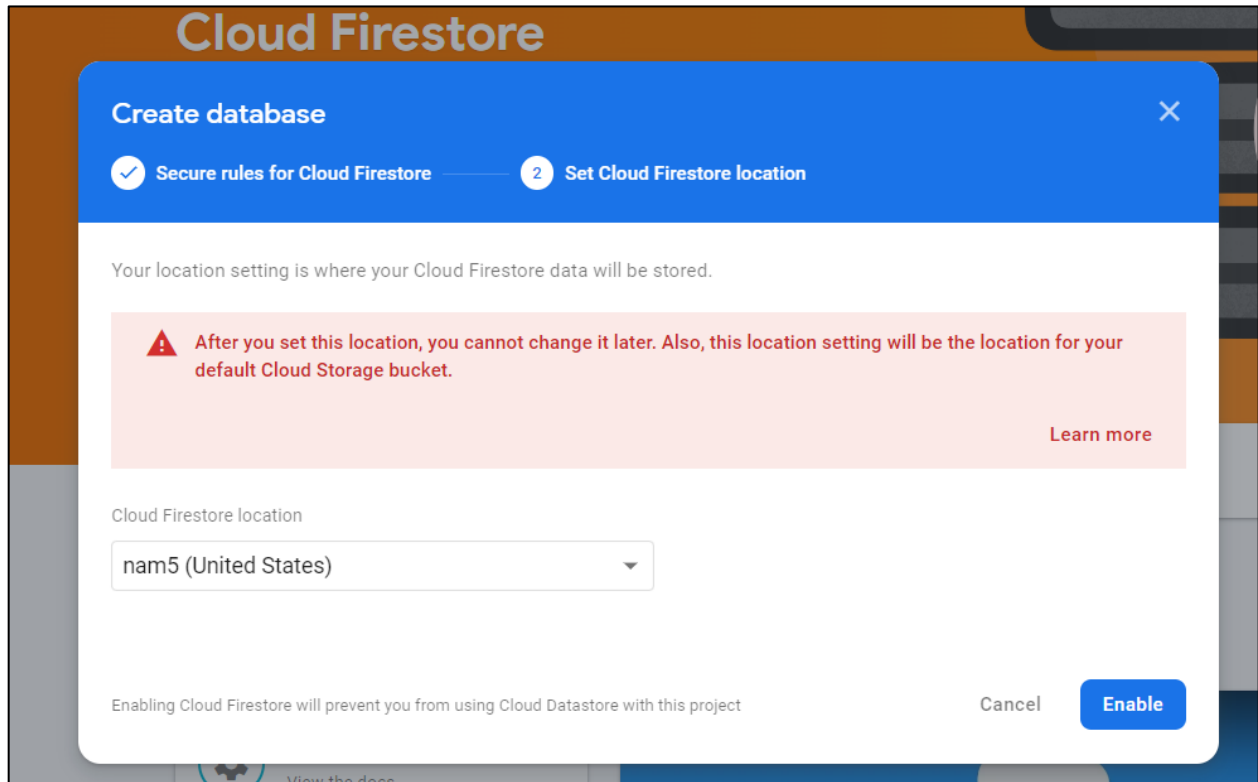 Cloud Firestore
Create database
Secure rules for Cloud Firestore
2 Set Cloud Firestore location
Your location setting is where your Cloud Firestore data will be stored.
After you set this location, you cannot change it later. Also, this location setting will be the location for your
default Cloud Storage bucket.
Learn more
Cloud Firestore location
nam5 (United States)
Enabling Cloud Firestore will prevent you from using Cloud Datastore with this project
Cancel
Enable
View the docs